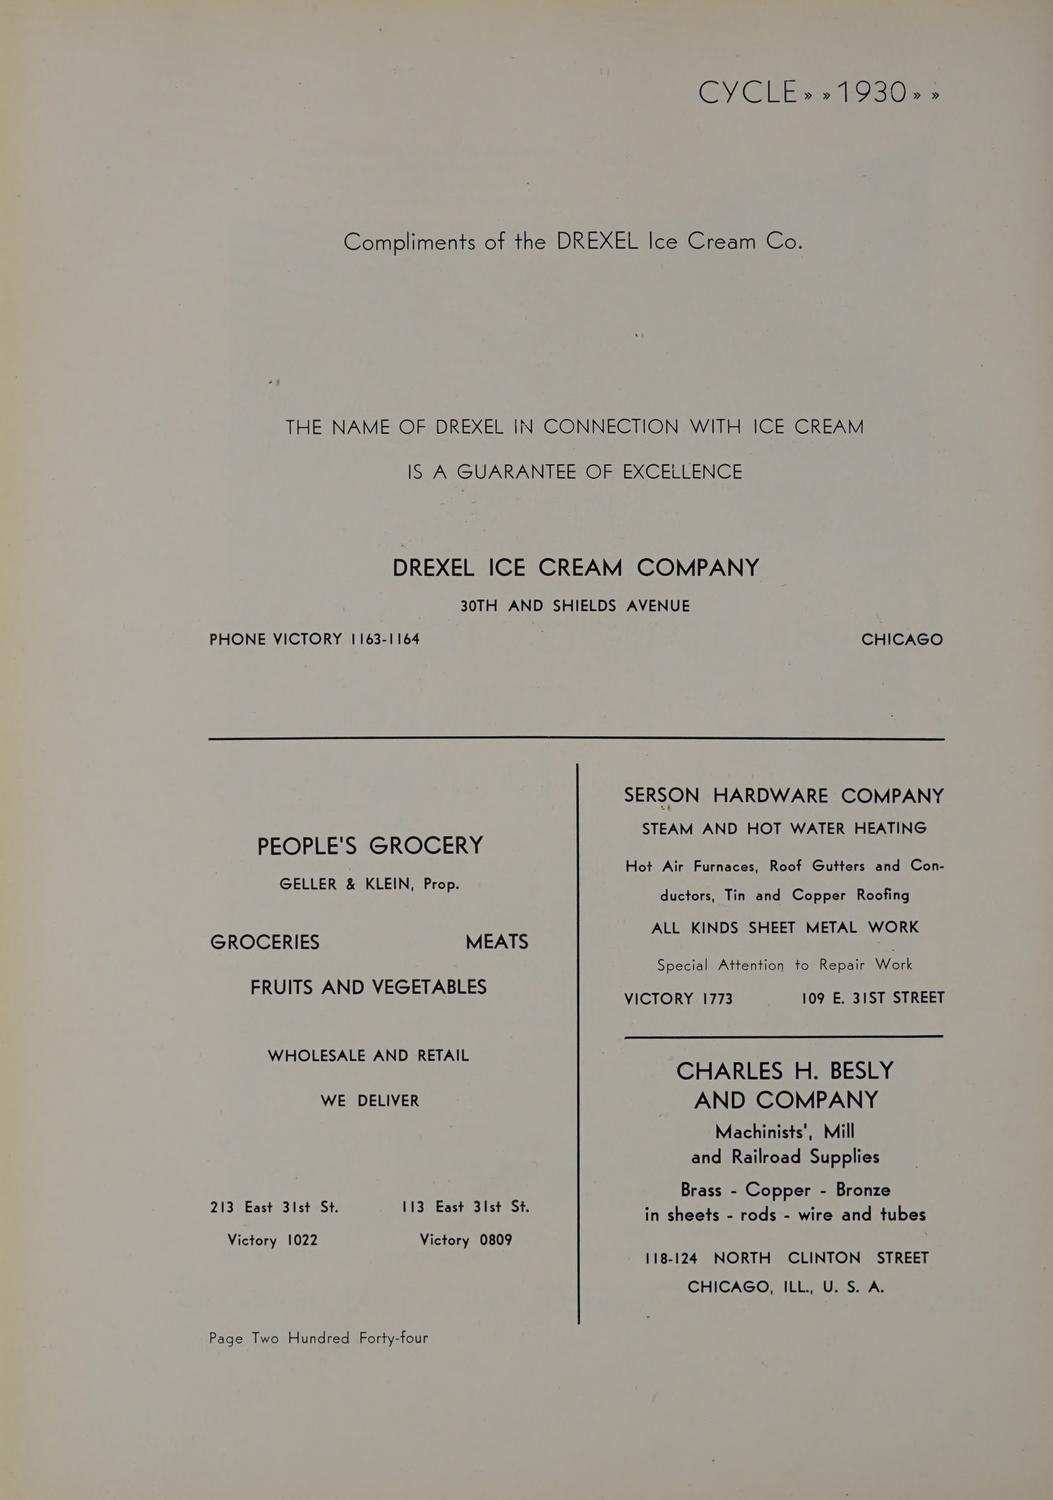 CYCLE » » 1930 » »
Compliments of the DREXEL Ice Cream Co.
THE NAME OF DREXEL IN CONNECTION WITH ICE CREAM
IS A GUARANTEE OF EXCELLENCE
DREXEL ICE CREAM COMPANY
30TH AND SHIELDS AVENUE
PHONE VICTORY 1163-1164 CHICAGO
PEOPLE'S GROCERY
GELLER & KLEIN, Prop.
GROCERIES MEATS
FRUITS AND VEGETABLES
WHOLESALE AND RETAIL
WE DELIVER
213 East 31st St. 113 East 31st St.
Victory 1022 Victory 0809
SERSON HARDWARE COMPANY
STEAM AND HOT WATER HEATING
Hot Air Furnaces, Roof Gutters and Con-
ductors, Tin and Copper Roofing
ALL KINDS SHEET METAL WORK
Special Attention to Repair Work
VICTORY 1773 109 E. 31ST STREET
CHARLES H. BESLY
AND COMPANY
Machinists', Mill
and Railroad Supplies
Brass - Copper - Bronze
in sheets - rods - wire and tubes
118-124 NORTH CLINTON STREET
CHICAGO, ILL., U. S. A.
Page Two Hundred Forty-four